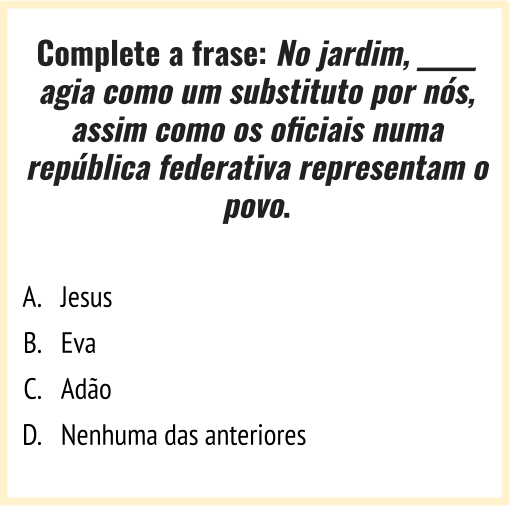 Complete a frase: No jardim, _____
agia como um substituto por nós,
assim como os oficiais numa
república federativa representam o
povo.
A. Jesus
B. Eva
C. Adão
D. Nenhuma das anteriores